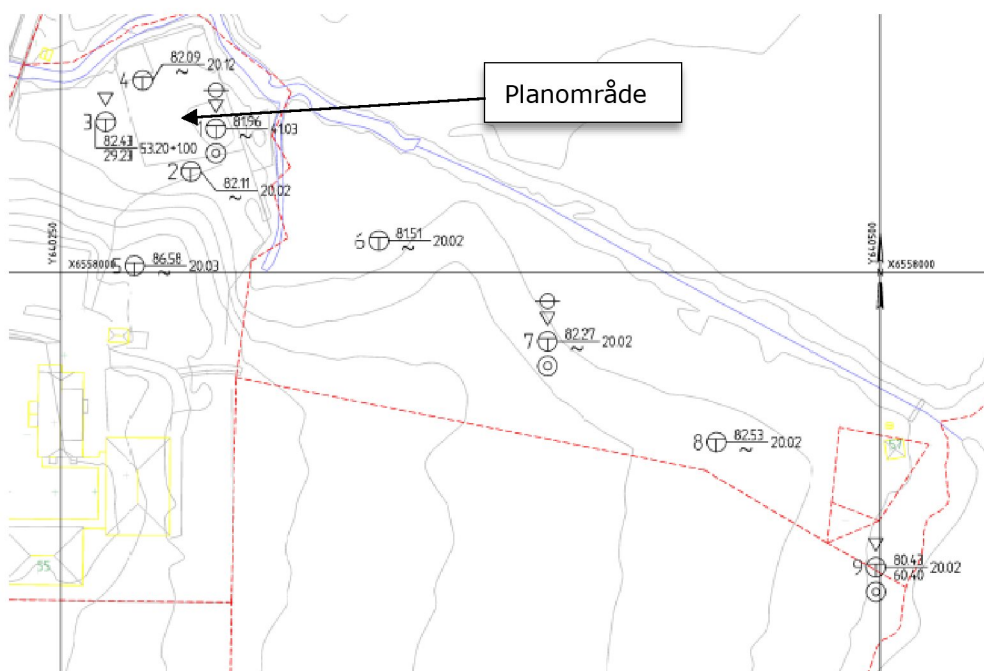 Planområde
4 82.09 20.12
~
3
82.43 53.20+1.00
29.23
81.96 41.03
~
2 82.11 20.02
~
6 81.51 20.02
~
5 86.58 20.03
~
Y640250
X6558000
Y640500
X6558000
7 82.27 20.02
~
8 82.53 20.02
~
57
55
9 80.43 20.02
60.40